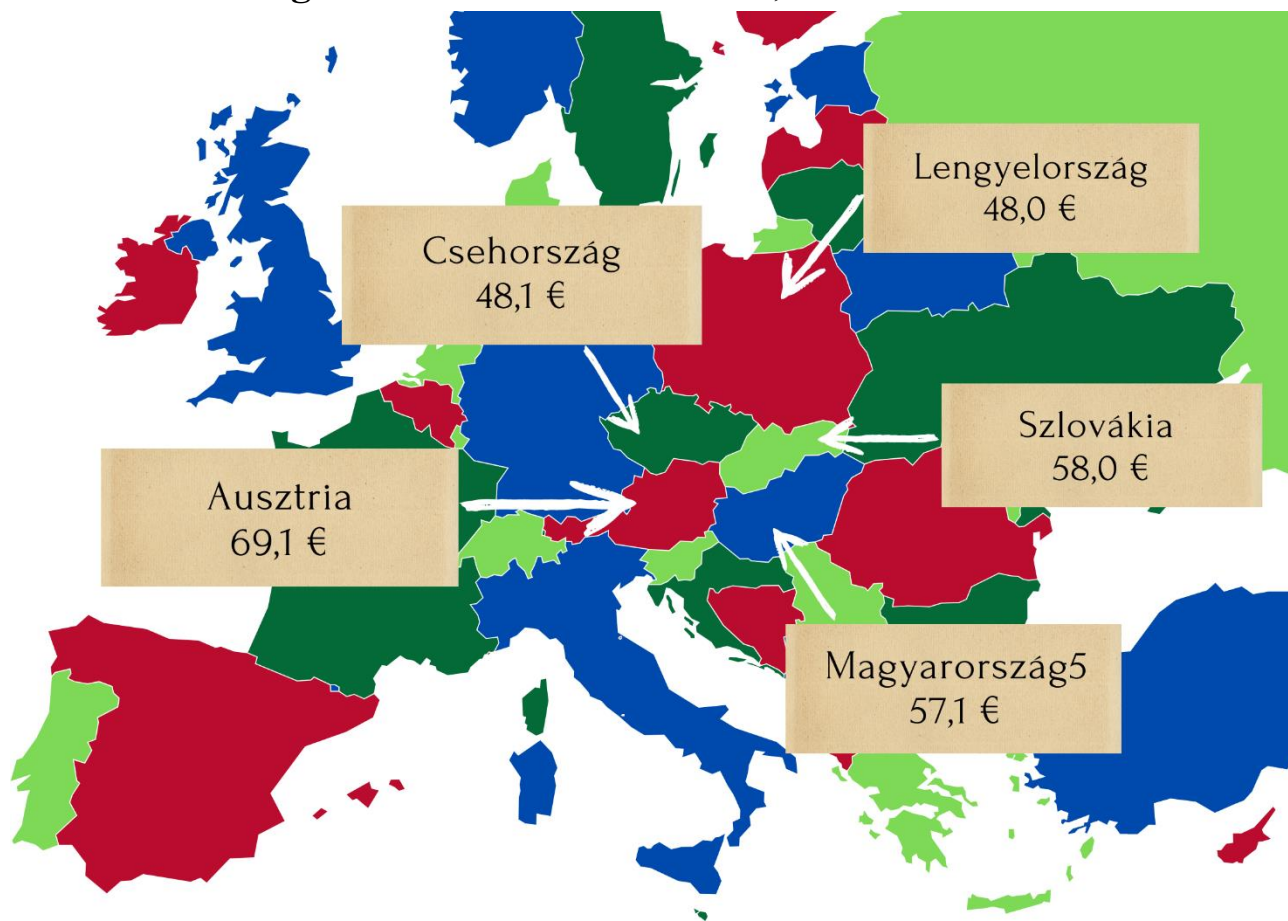 Lengyelország
48,0 €
Csehország
48,1 €
Szlovákia
58,0 €
Ausztria
69,1 €
Magyarország5
57,1 €